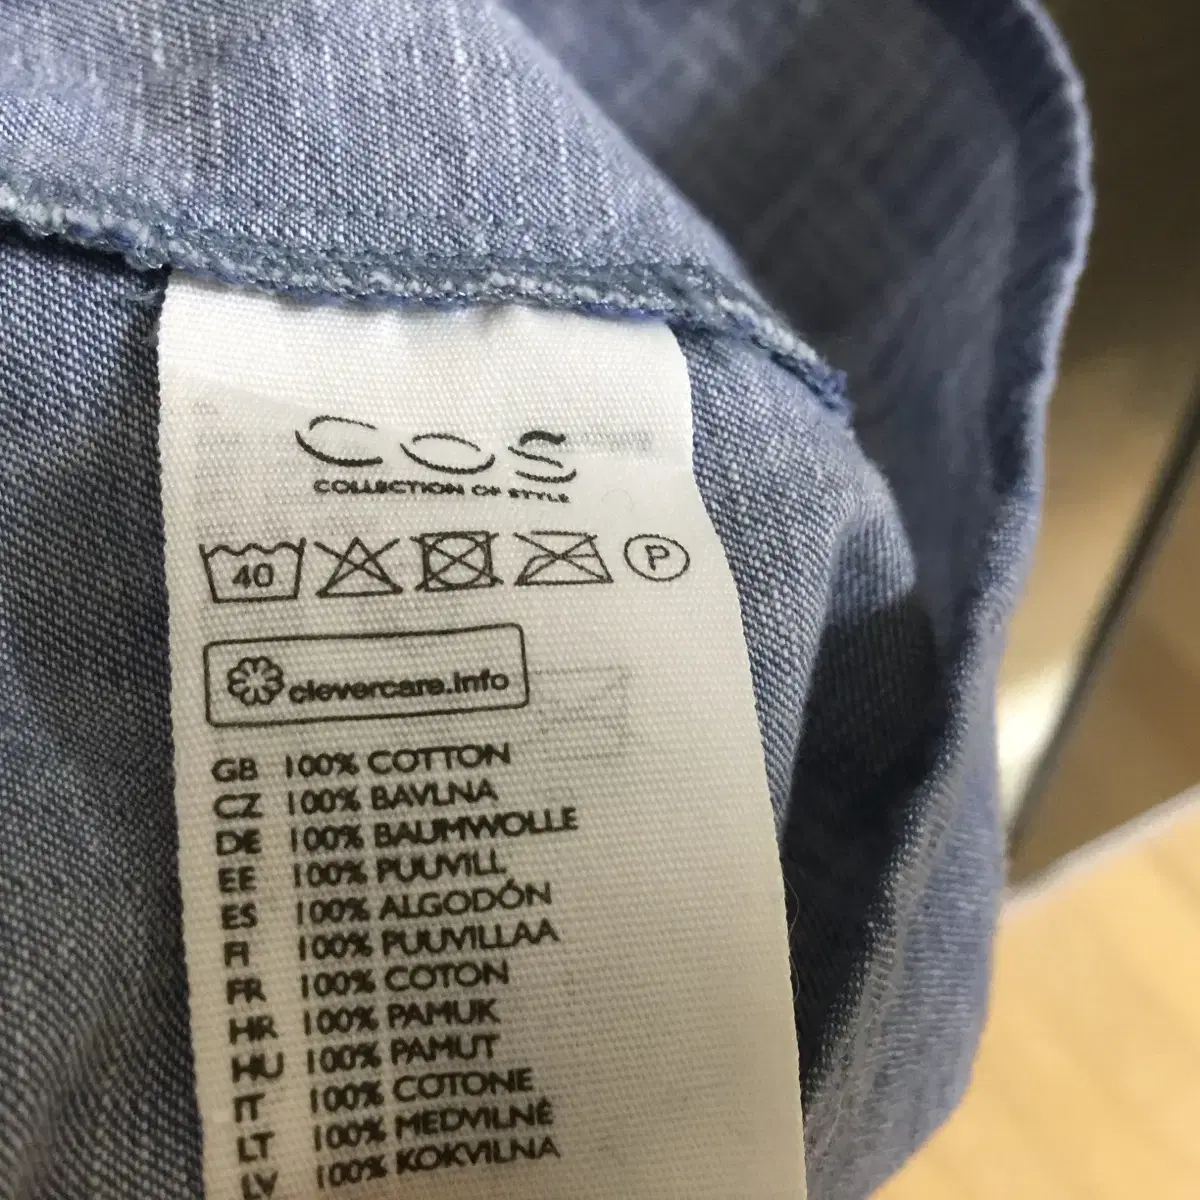 COS
COLLECTION OF STYLE
40 P
clevercare.info
GB 100% COTTON
CZ 100% BAVLNA
DE 100% BAUMWOLLE
EE 100% PUUVILL
ES 100% ALGODÓN
FI 100% PUUVILLAA
FR 100% COTON
HR 100% PAMUK
HU 100% PAMUT
IT 100% COTONE
LT 100% MEDVILNĖ
LV 100% KOKVILNA